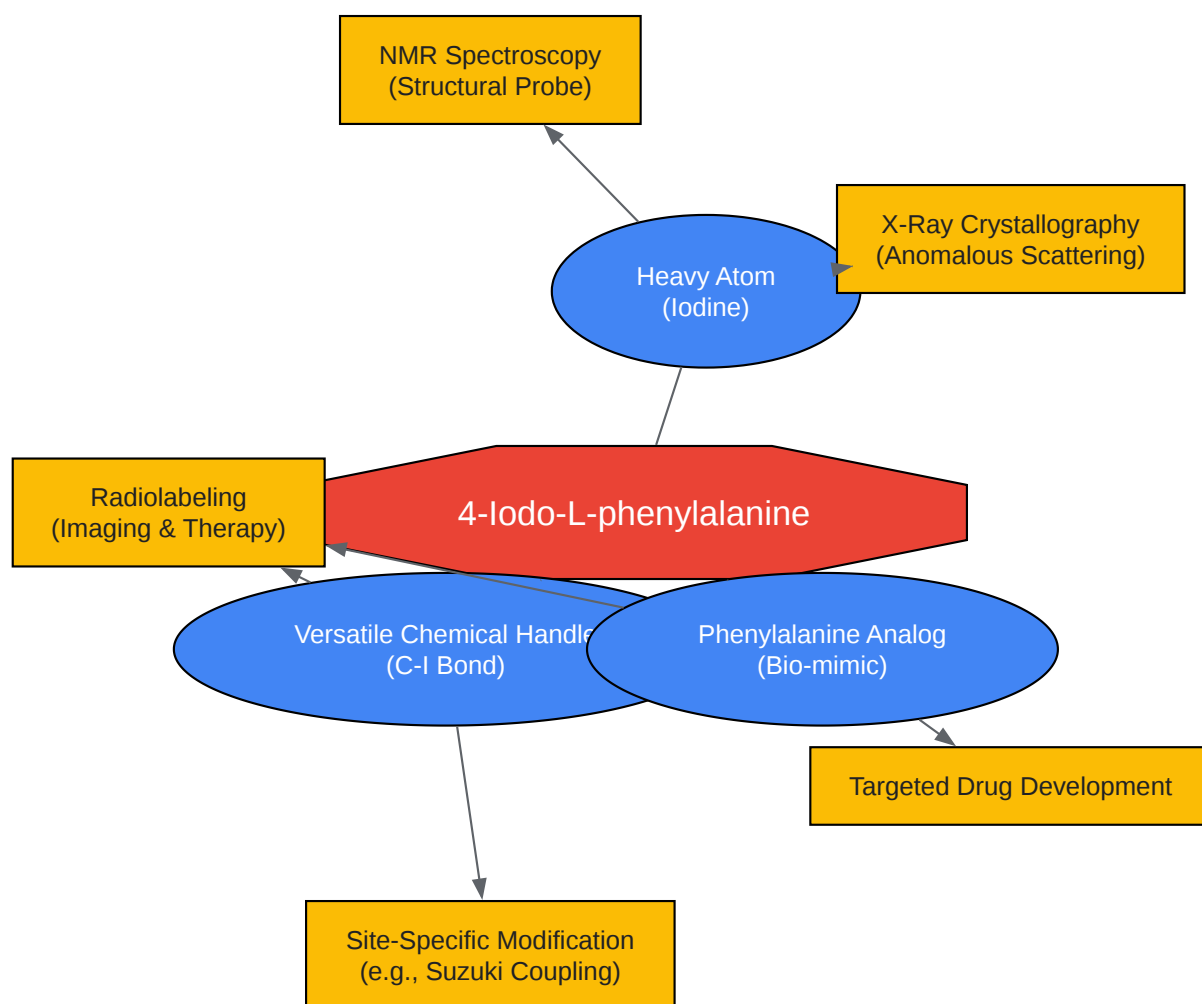 NMR Spectroscopy
(Structural Probe)
X-Ray Crystallography
(Anomalous Scattering)
Heavy Atom
(Iodine)
4-Iodo-L-phenylalanine
Radiolabeling
(Imaging & Therapy)
Versatile Chemical Handle
(C-I Bond)
Phenylalanine Analog
(Bio-mimic)
Targeted Drug Development
Site-Specific Modification
(e.g., Suzuki Coupling)